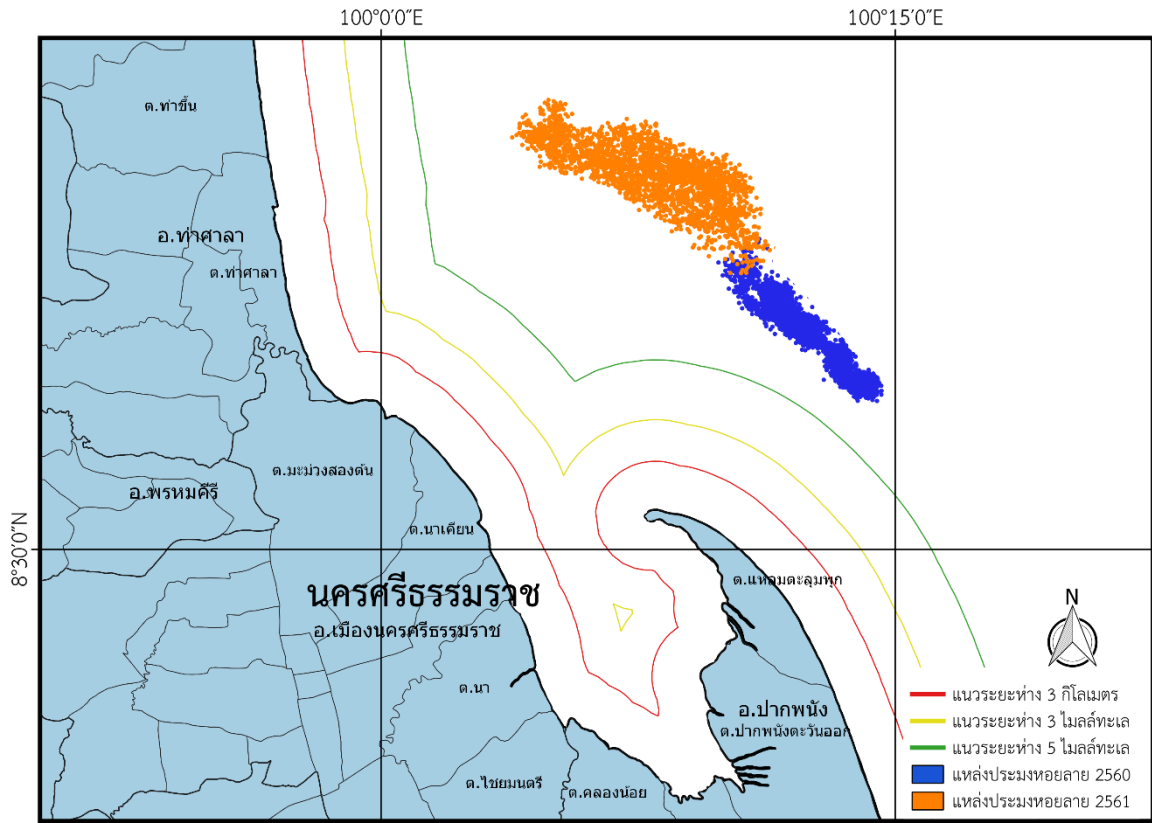 100°0'0"E
100°15'0"E
ต.ท่าขึ้น
อ.ท่าศาลา
ต.ท่าศาลา
ต.มะม่วงสองต้น
อ.พรหมคีรี
ต.นาเคียน
8°30'0"N
ต.แหลมตะลุมพุก
นครศรีธรรมราช
อ.เมืองนครศรีธรรมราช
N
ต.นา
แนวระยะห่าง 3 กิโลเมตร
อ.ปากพนัง
แนวระยะห่าง 3 ไมลล์ทะเล
ต.ปากพนังตะวันออก
แนวระยะห่าง 5 ไมลล์ทะเล
ต.ไชยมนตรี
แหล่งประมงหอยลาย 2560
ต.คลองน้อย
แหล่งประมงหอยลาย 2561